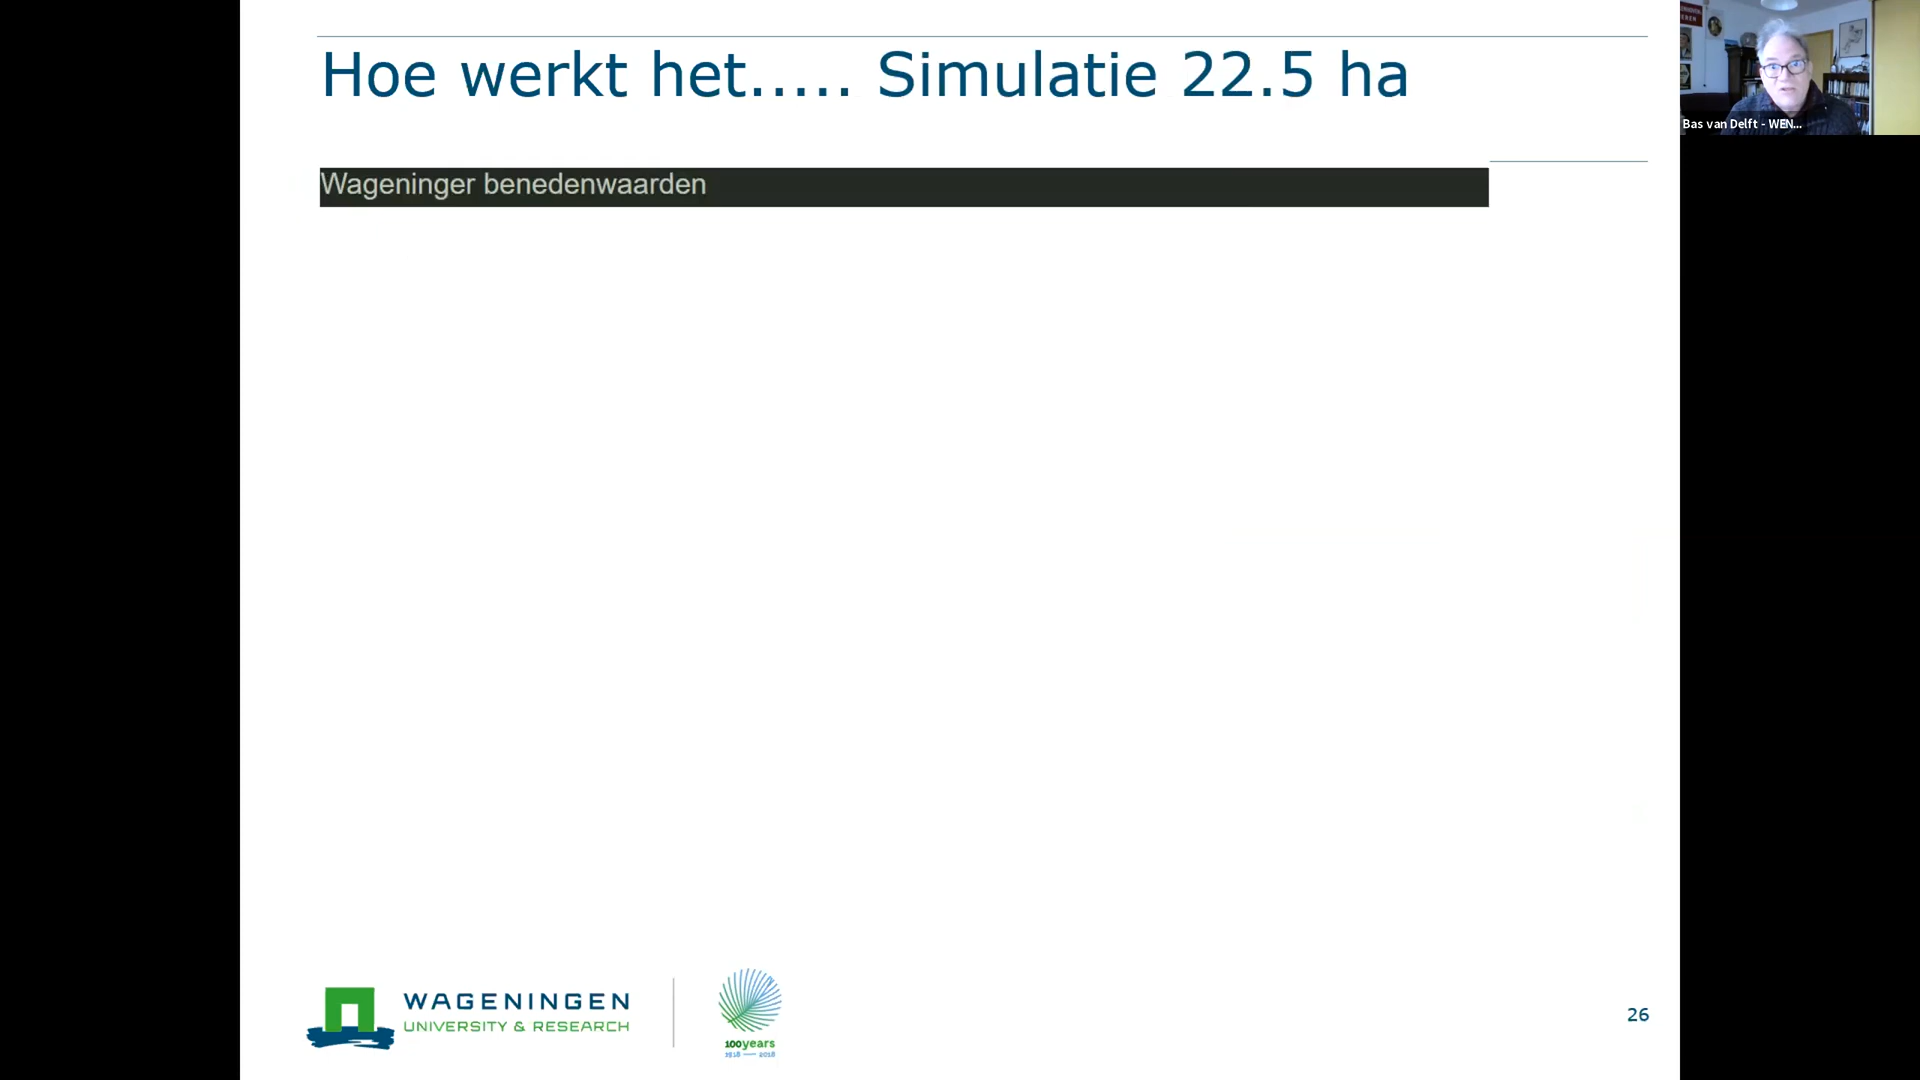 Hoe werkt het..... Simulatie 22.5 ha
Bas van Delft - WEN...
Wageninger benedenwaarden
WAGENINGEN
UNIVERSITY & RESEARCH
100years
1918 — 2018
26